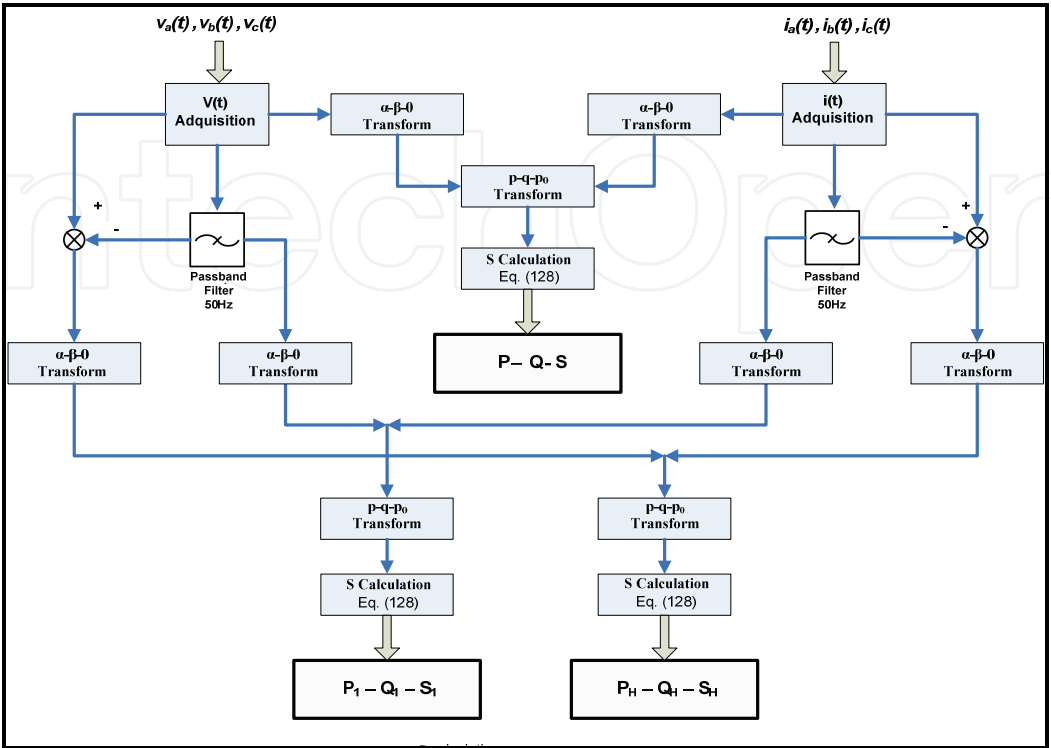 va(t), vb(t), vc(t)
ia(t), ib(t), ic(t)
V(t)
Adquisition
α-β-0
Transform
α-β-0
Transform
i(t)
Adquisition
p-q-p0
Transform
+
-
+
-
Passband
Filter
50Hz
S Calculation
Eq. (128)
Passband
Filter
50Hz
α-β-0
Transform
α-β-0
Transform
P – Q - S
α-β-0
Transform
α-β-0
Transform
p-q-p0
Transform
p-q-p0
Transform
S Calculation
Eq. (128)
S Calculation
Eq. (128)
P1 – Q1 – S1
PH – QH – SH